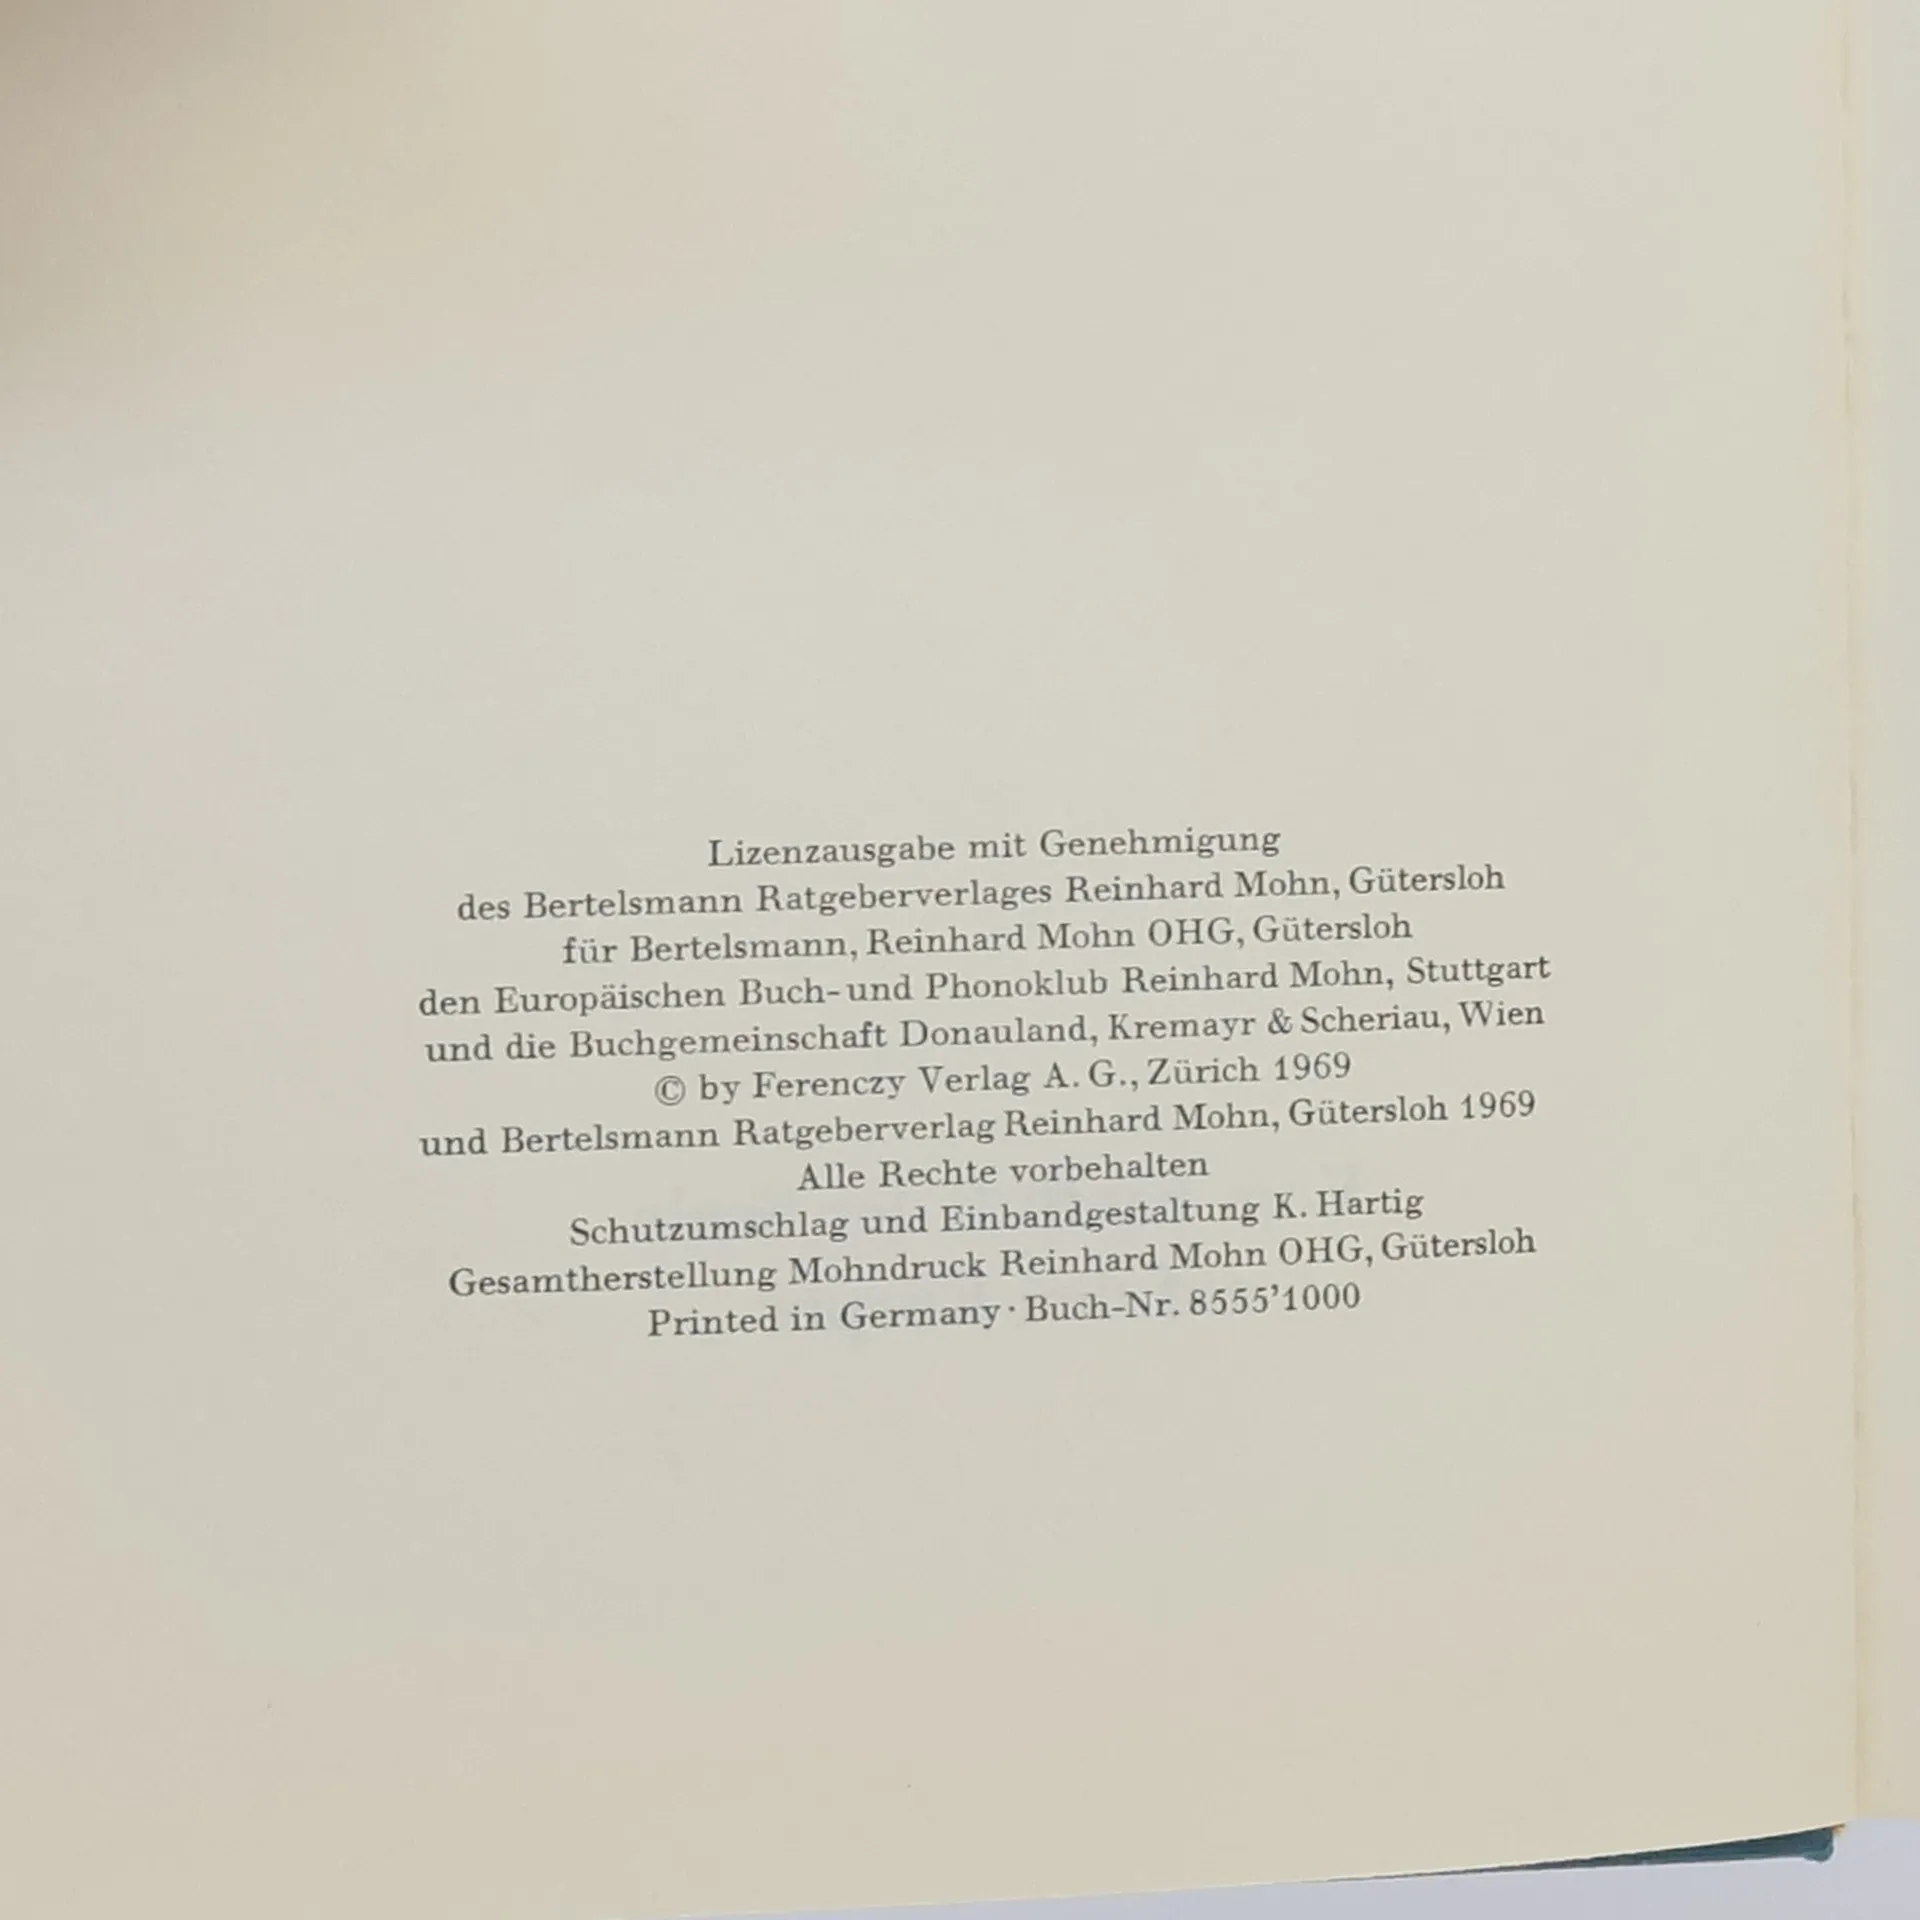 Lizenzausgabe mit Genehmigung
des Bertelsmann Ratgeberverlages Reinhard Mohn, Gütersloh
für Bertelsmann, Reinhard Mohn OHG, Gütersloh
den Europäischen Buch- und Phonoklub Reinhard Mohn, Stuttgart
und die Buchgemeinschaft Donauland, Kremayr & Scheriau, Wien
© by Ferenczy Verlag A. G., Zürich 1969
und Bertelsmann Ratgeberverlag Reinhard Mohn, Gütersloh 1969
Alle Rechte vorbehalten
Schutzumschlag und Einbandgestaltung K. Hartig
Gesamtherstellung Mohndruck Reinhard Mohn OHG, Gütersloh
Printed in Germany · Buch-Nr. 8555’1000